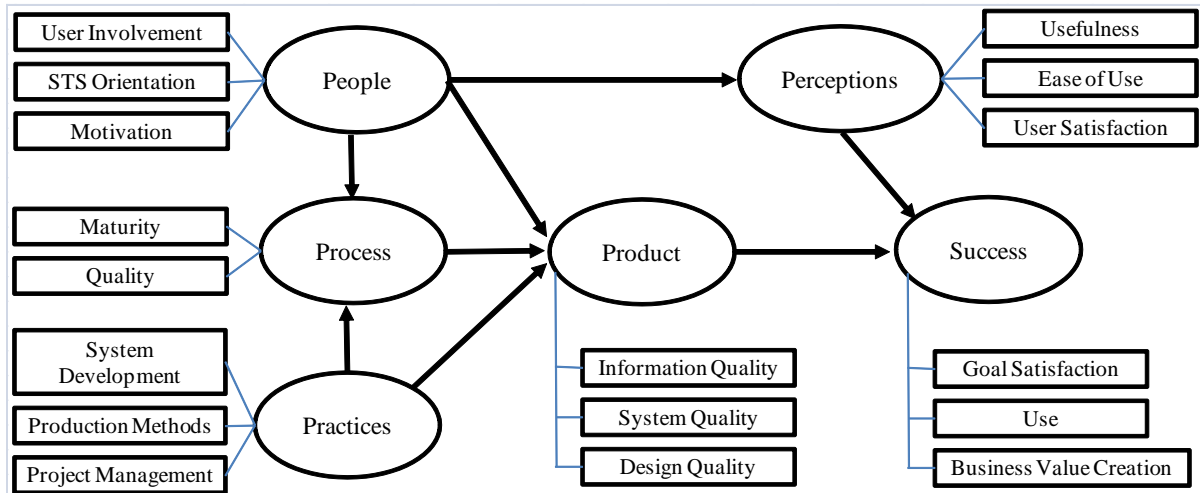 User Involvement
STS Orientation
Motivation
People
Perceptions
Usefulness
Ease of Use
User Satisfaction
Maturity
Quality
Process
Product
Success
System
Development
Production Methods
Project Management
Practices
Information Quality
System Quality
Design Quality
Goal Satisfaction
Use
Business Value Creation